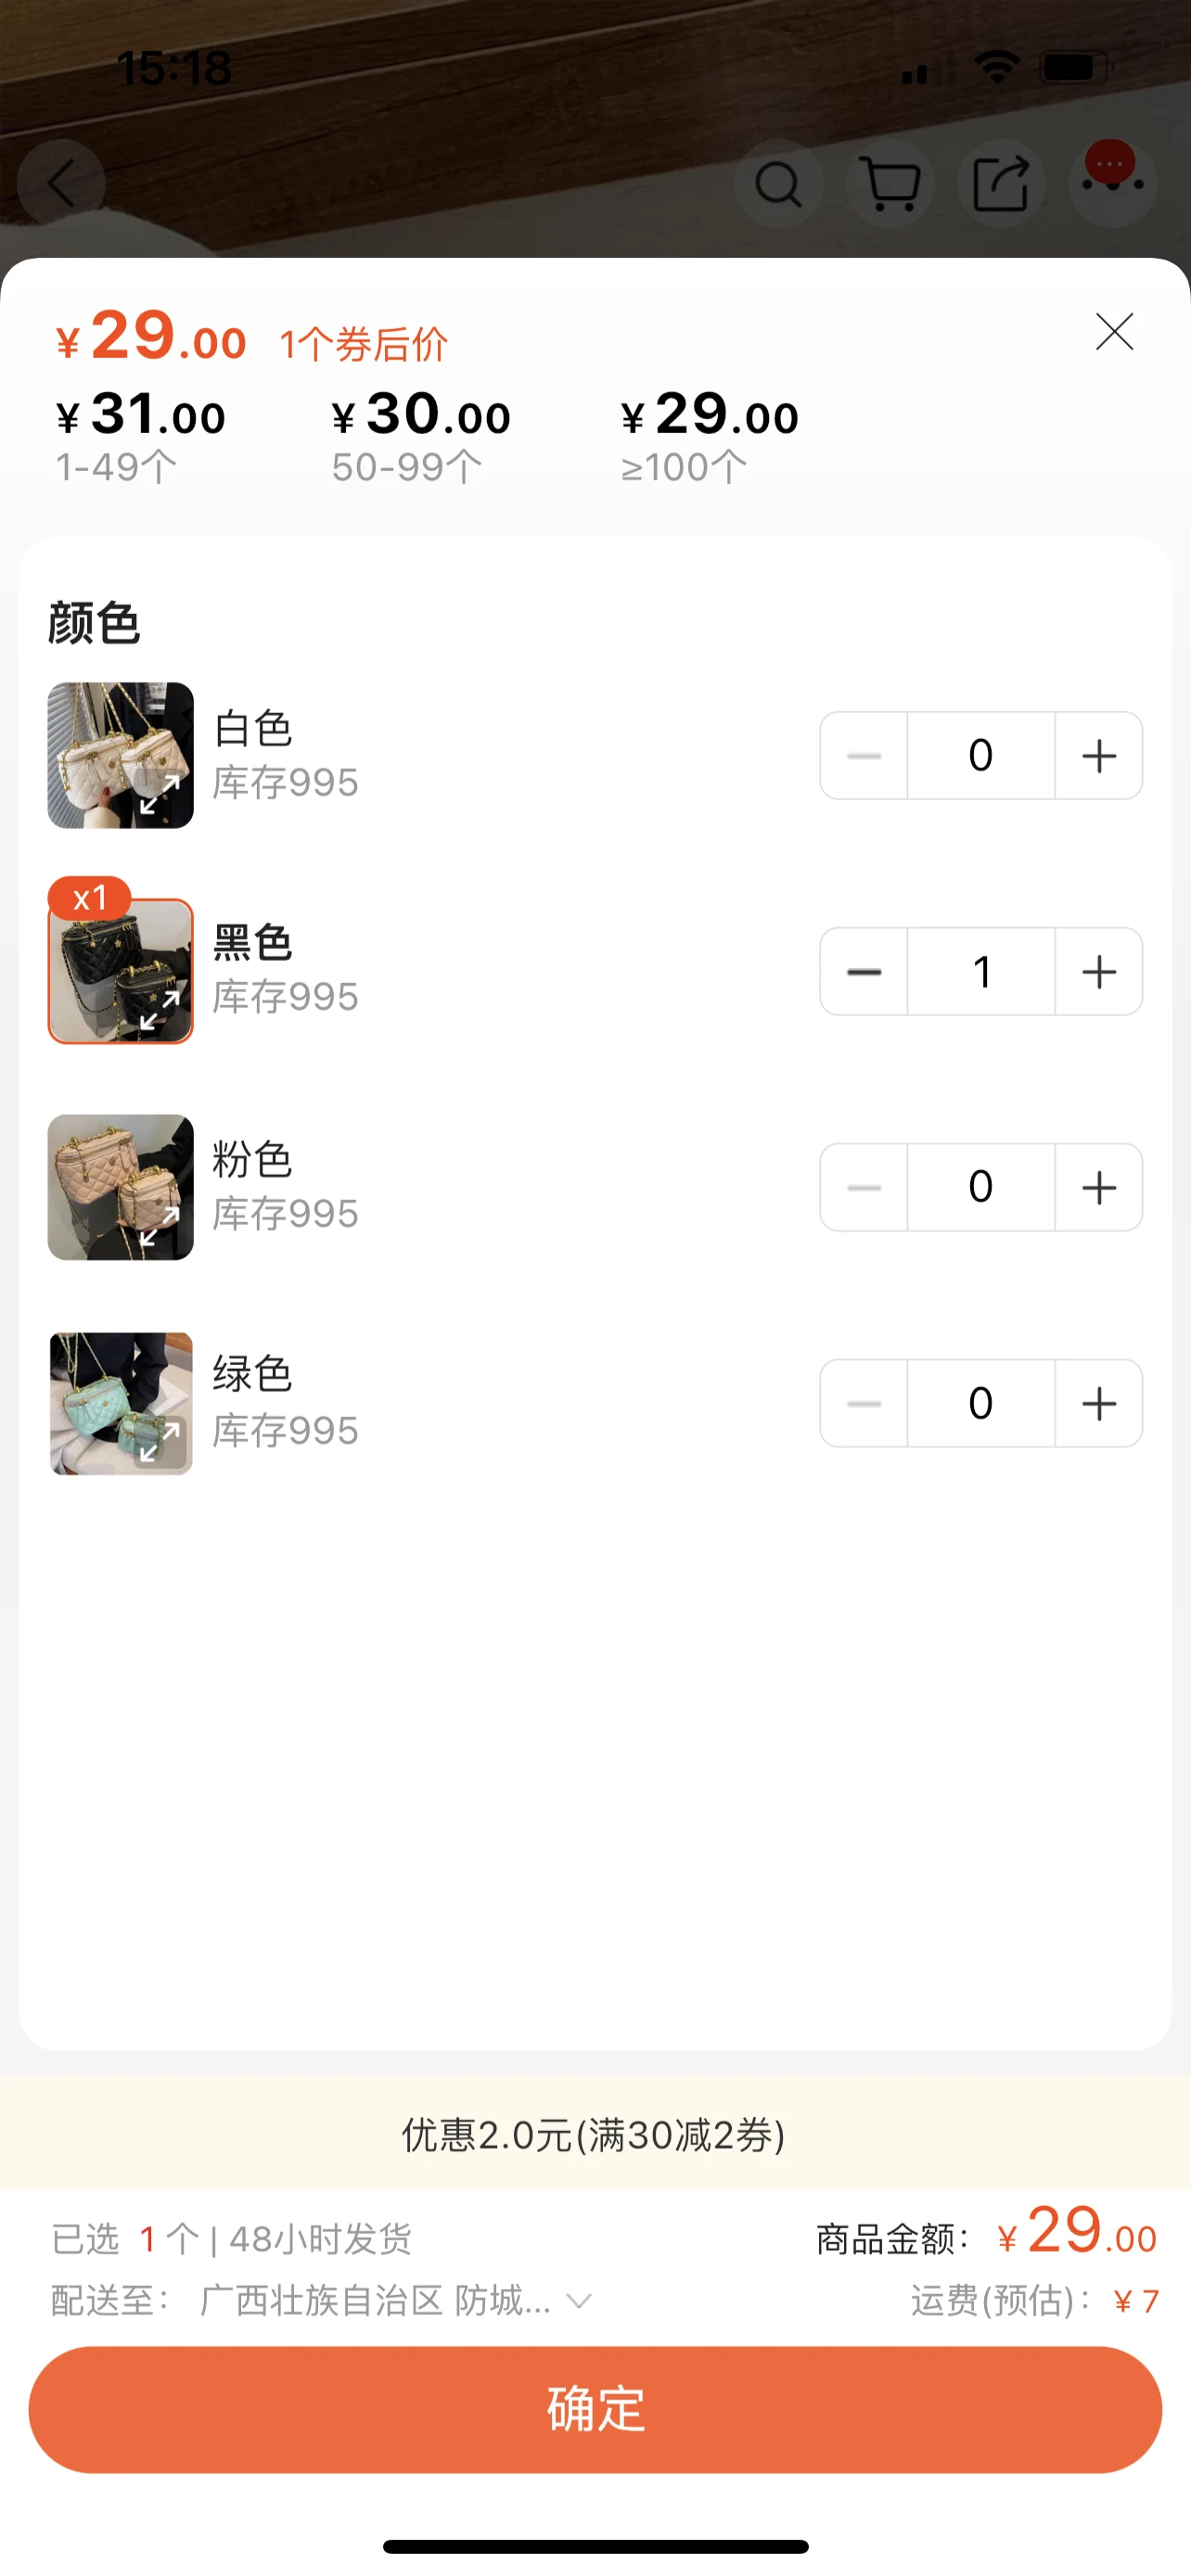 15:18
¥29.00 1个券后价
¥31.00 ¥30.00 ¥29.00
1-49个 50-99个 ≥100个
颜色
白色
库存995
0
x1
黑色
库存995
1
粉色
库存995
0
绿色
库存995
0
优惠2.0元(满30减2券)
已选 1 个 | 48小时发货 商品金额：¥29.00
配送至： 广西壮族自治区 防城... 运费(预估)：¥7
确定